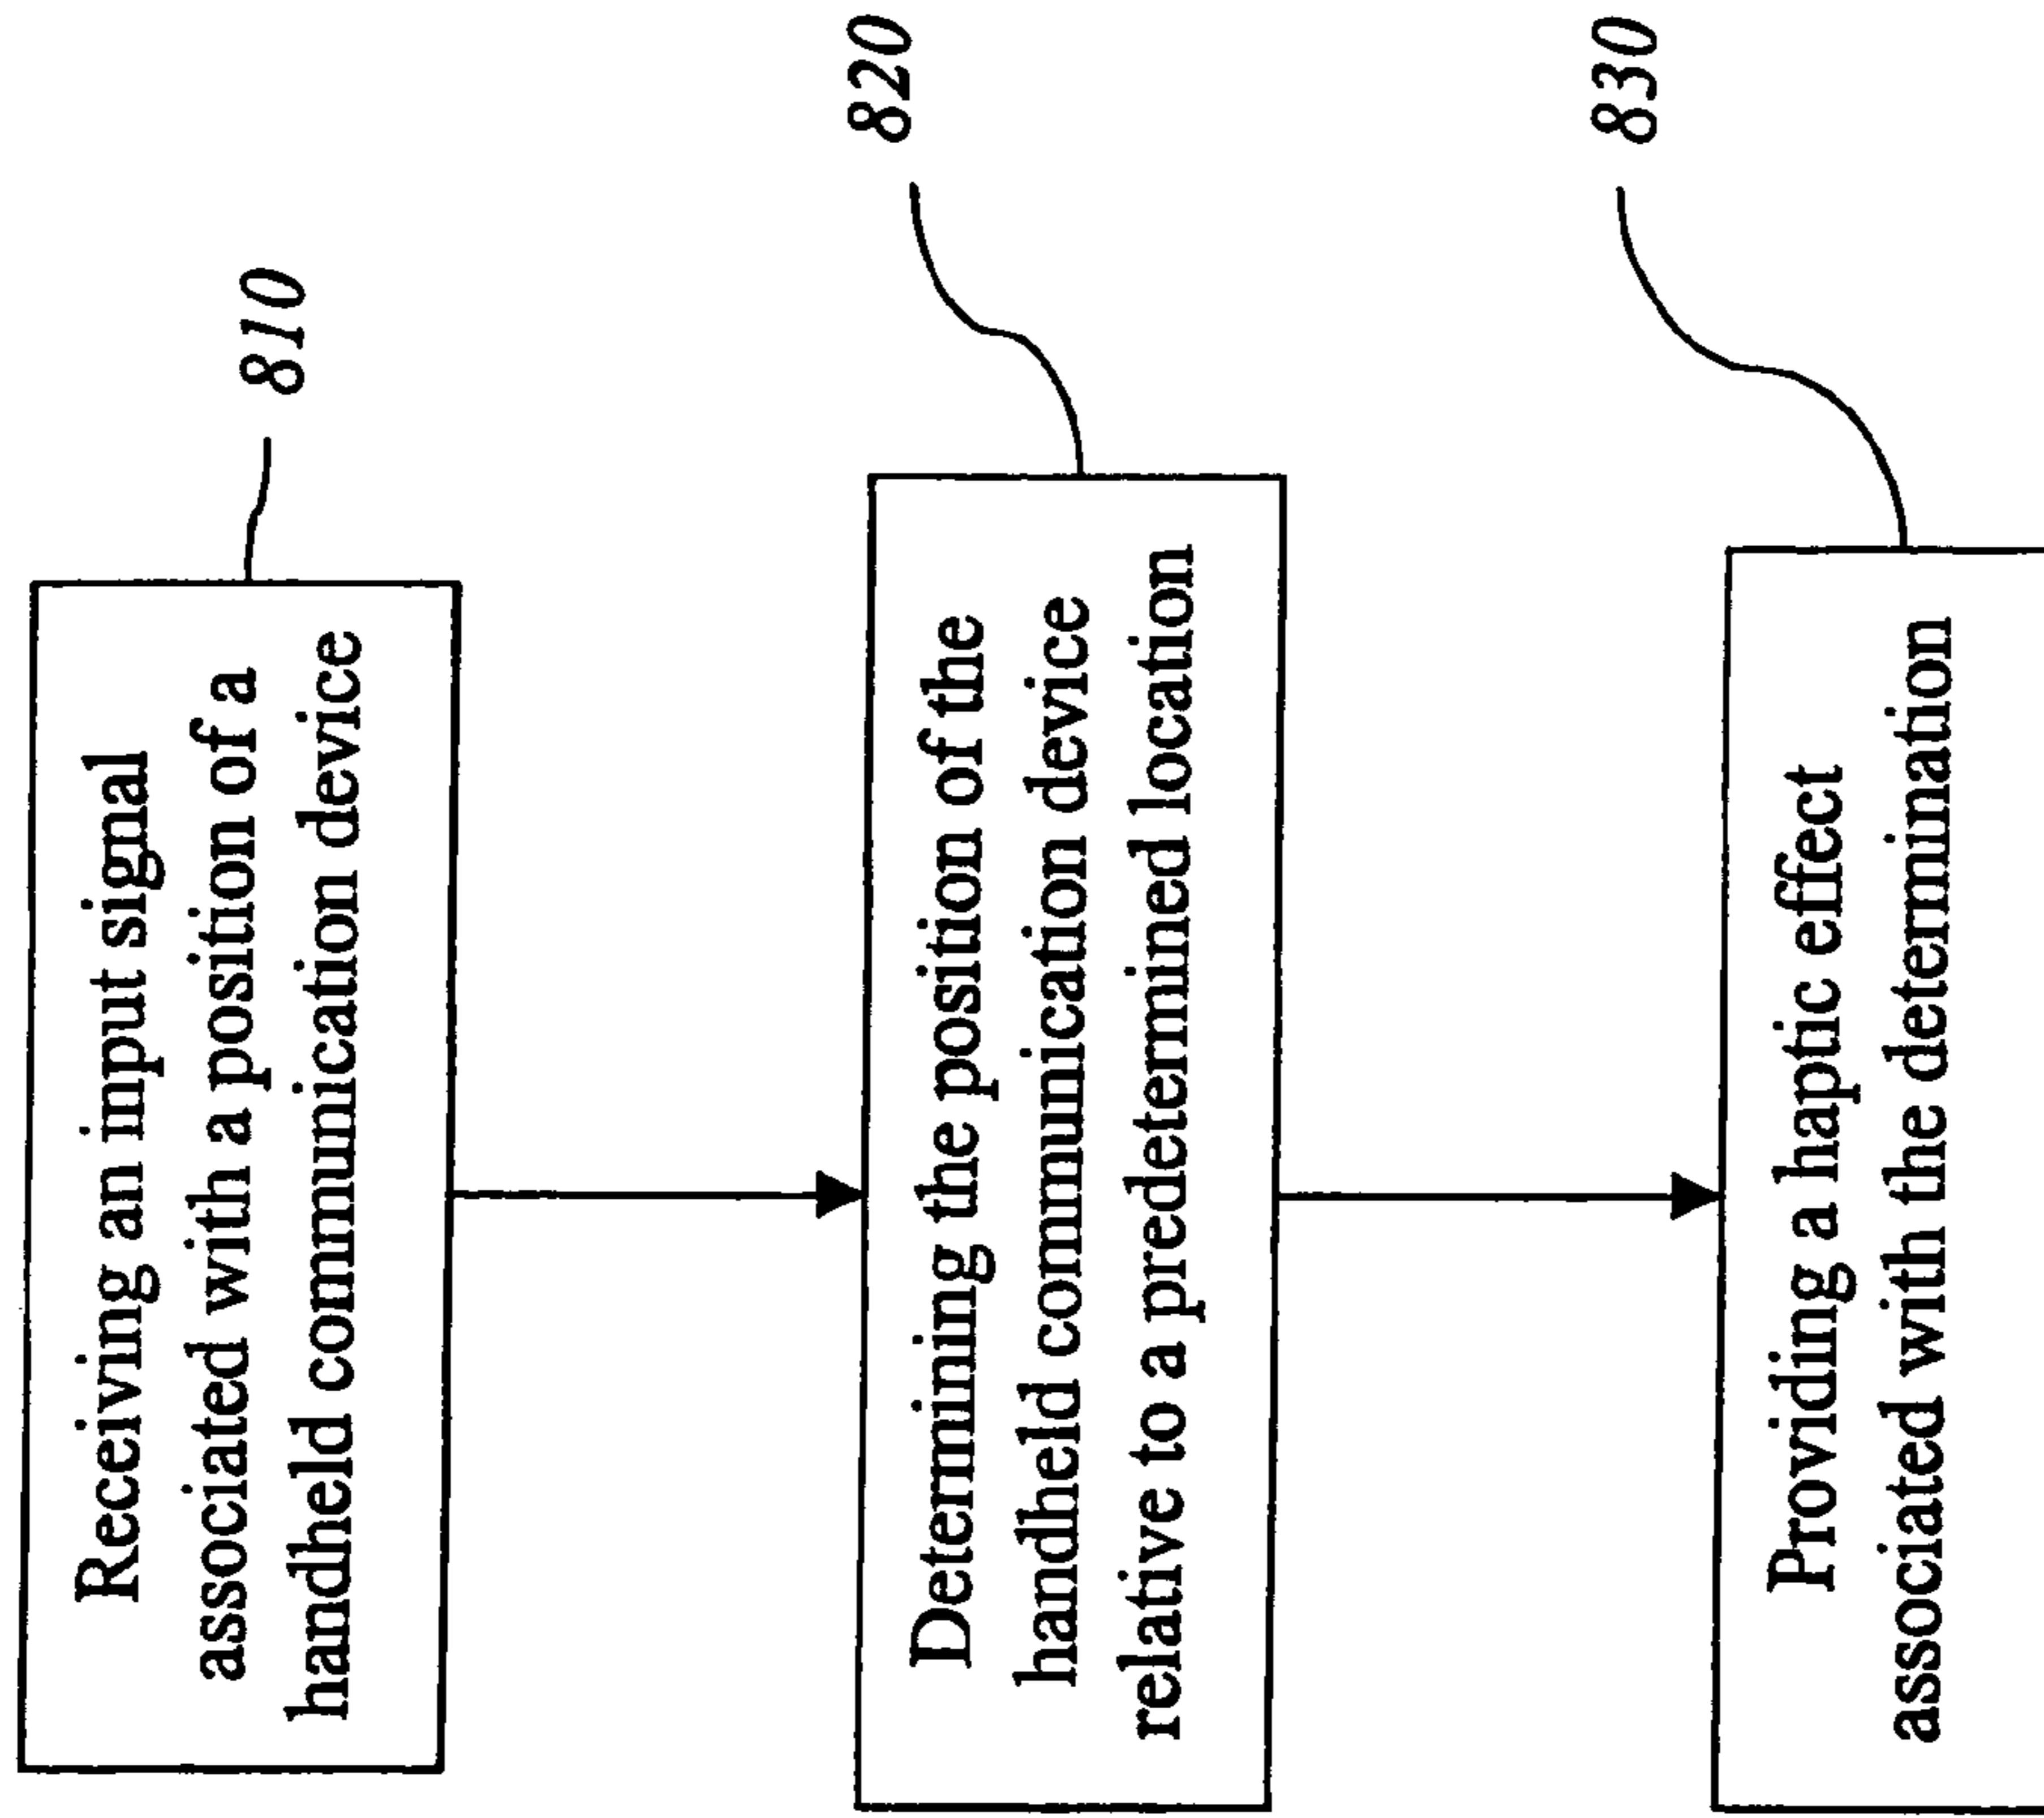 Receiving an input signal
associated with a position of a
handheld communication device
810
Determining the position of the
handheld communication device
relative to a predetermined location
820
Providing a haptic effect
associated with the determination
830